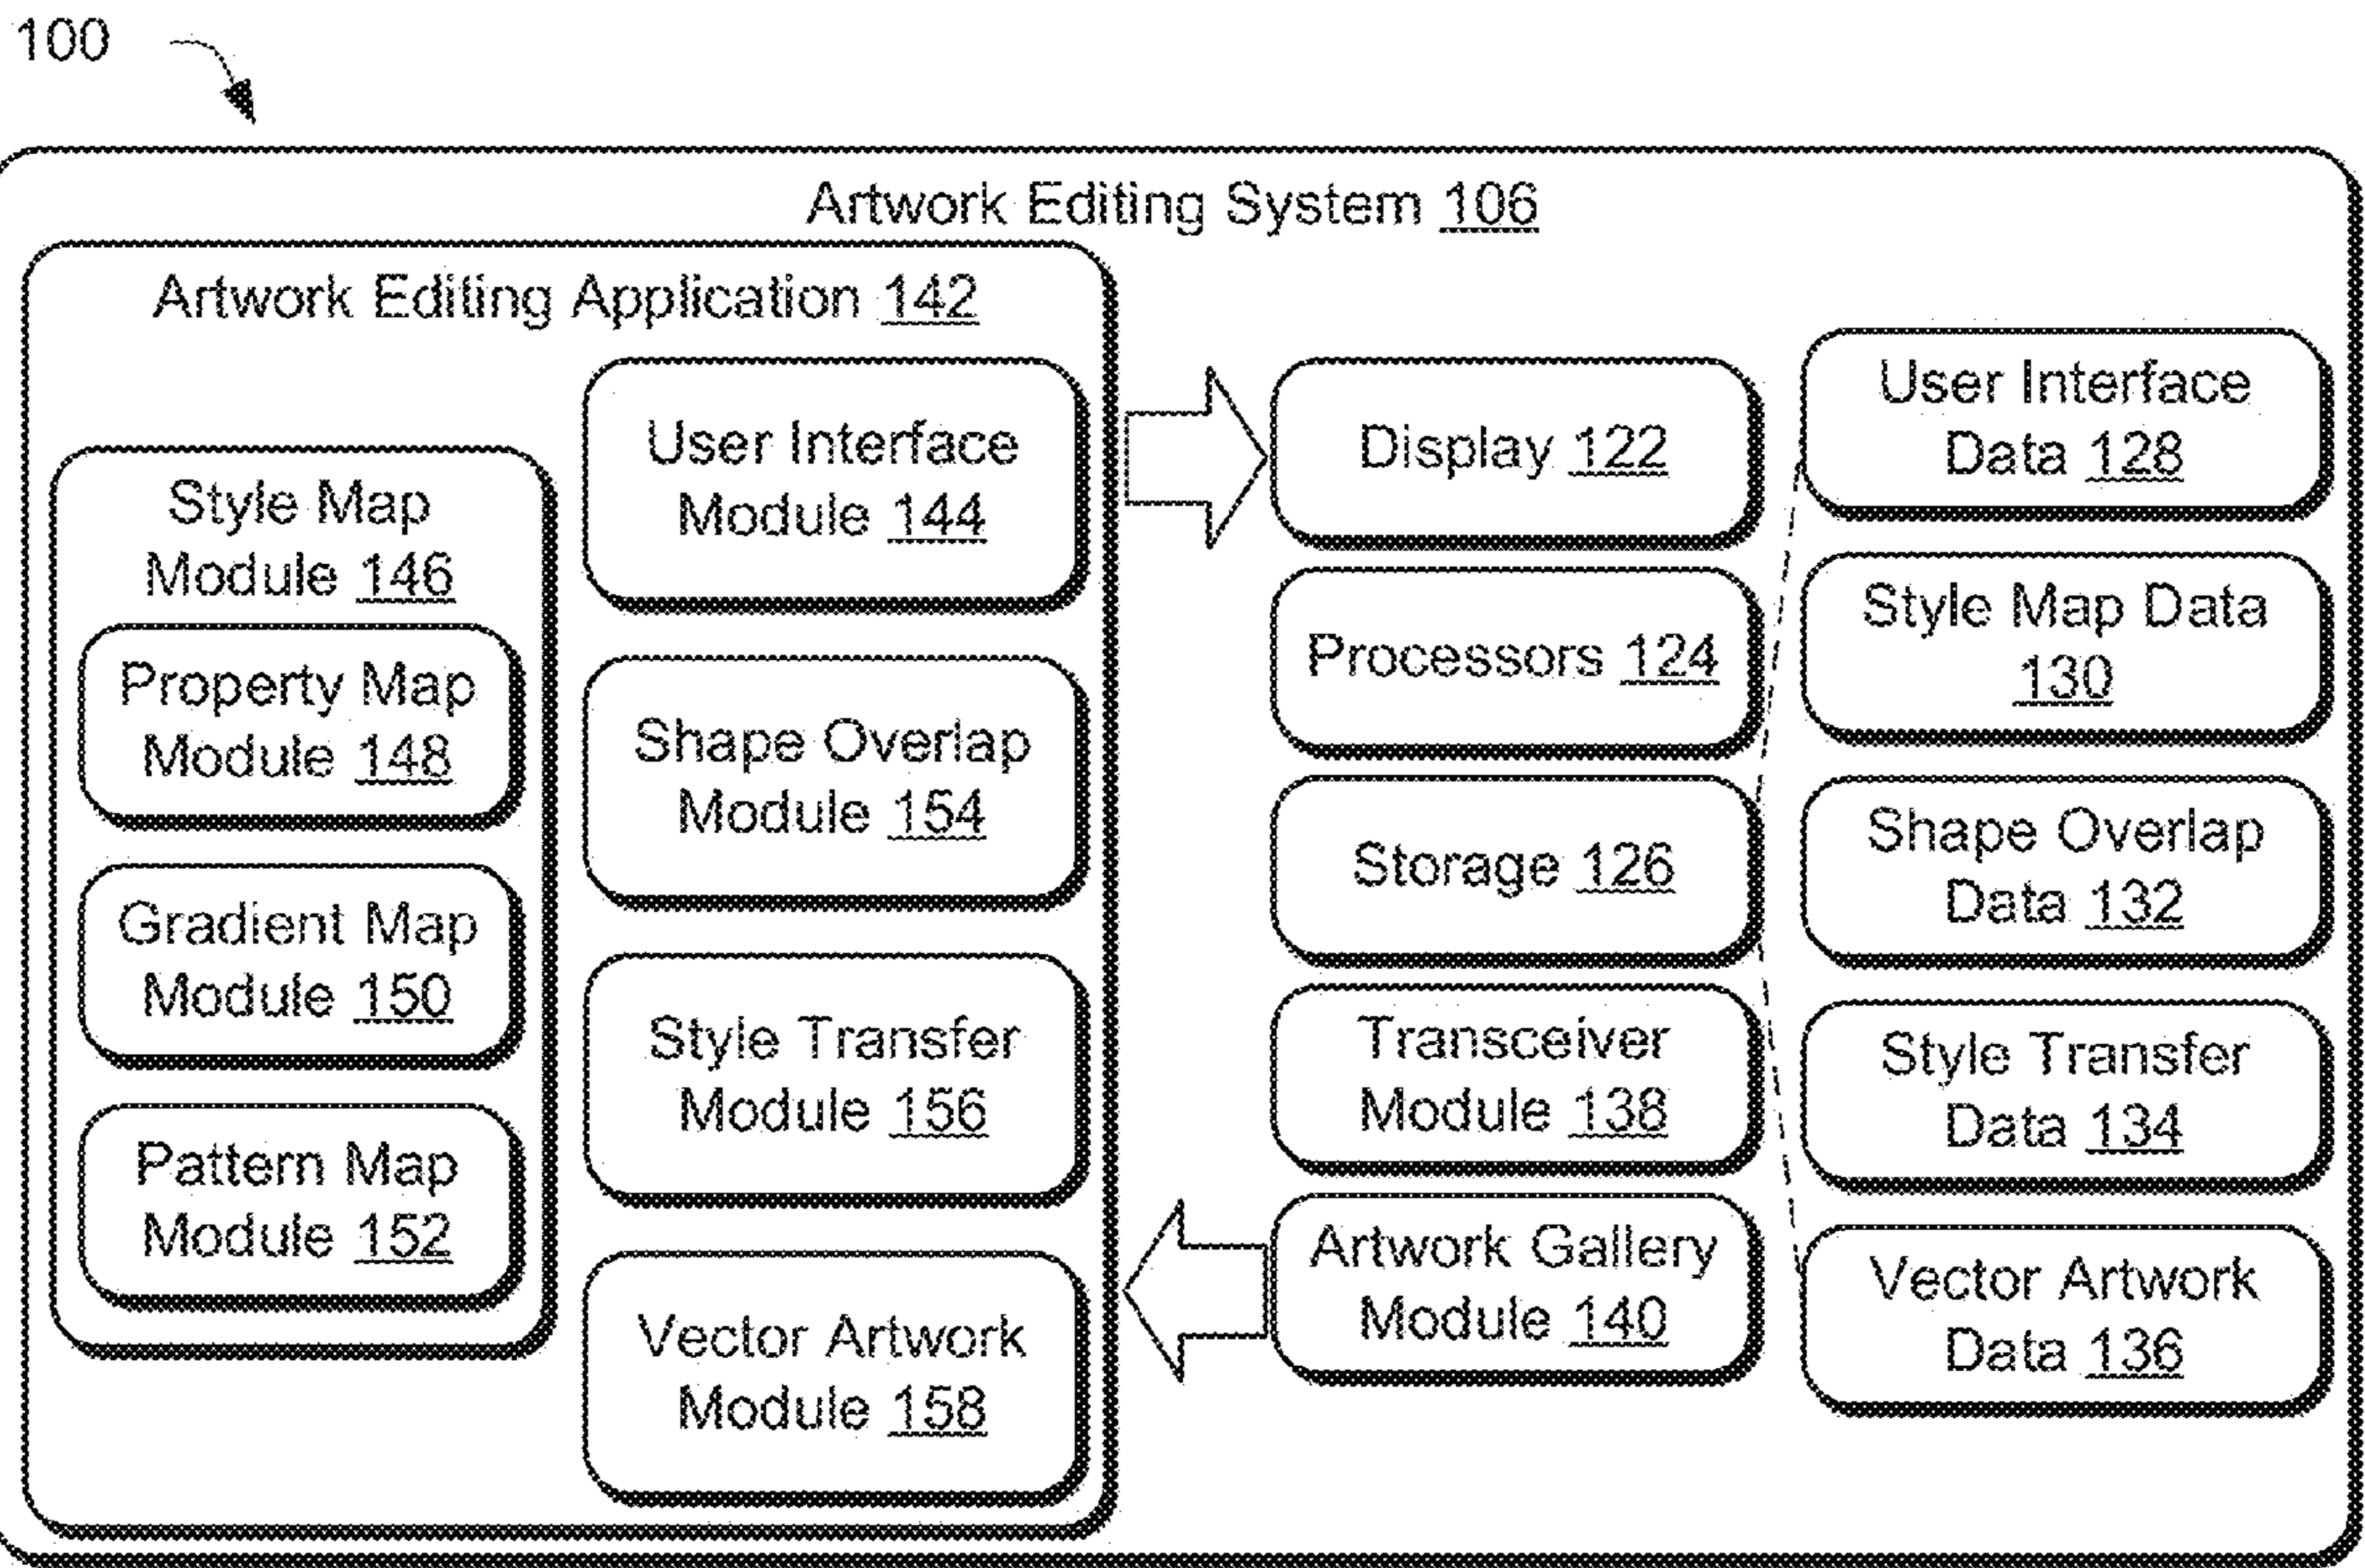 100
Artwork Editing System 106
Artwork Editing Application 142
Style Map
Module 146
Property Map
Module 148
Gradient Map
Module 150
Pattern Map
Module 152
User Interface
Module 144
Shape Overlap
Module 154
Style Transfer
Module 156
Vector Artwork
Module 158
Display 122
Processors 124
Storage 126
Transceiver
Module 138
Artwork Gallery
Module 140
User Interface
Data 128
Style Map Data
130
Shape Overlap
Data 132
Style Transfer
Data 134
Vector Artwork
Data 136